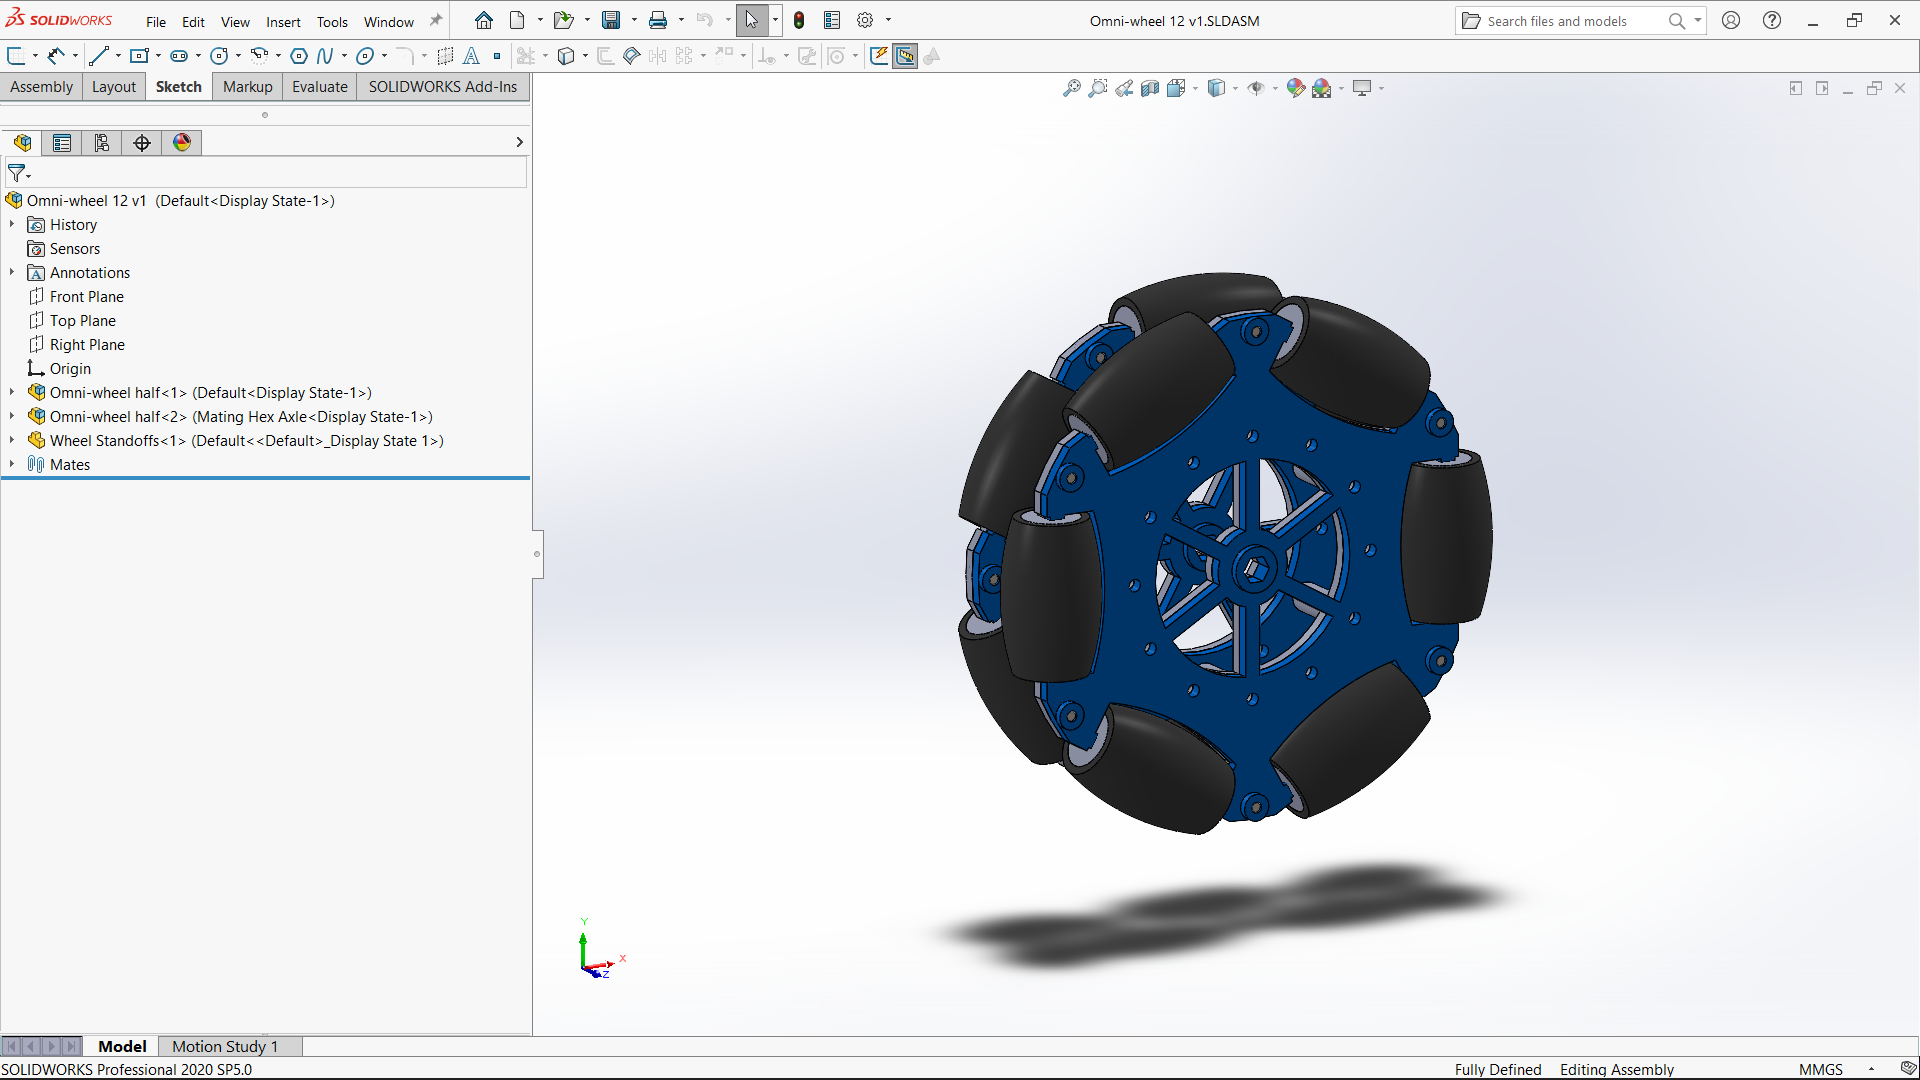 SOLIDWORKS File Edit View Insert Tools Window Omni-wheel 12 v1.SLDASM Search files and models
Assembly Layout Sketch Markup Evaluate SOLIDWORKS Add-Ins
Omni-wheel 12 v1 (Default<Display State-1>)
History
Sensors
Annotations
Front Plane
Top Plane
Right Plane
Origin
Omni-wheel half<1> (Default<Display State-1>)
Omni-wheel half<2> (Mating Hex Axle<Display State-1>)
Wheel Standoffs<1> (Default<<Default>_Display State 1>)
Mates
Y
X
Z
Model Motion Study 1
SOLIDWORKS Professional 2020 SP5.0 Fully Defined Editing Assembly MMGS